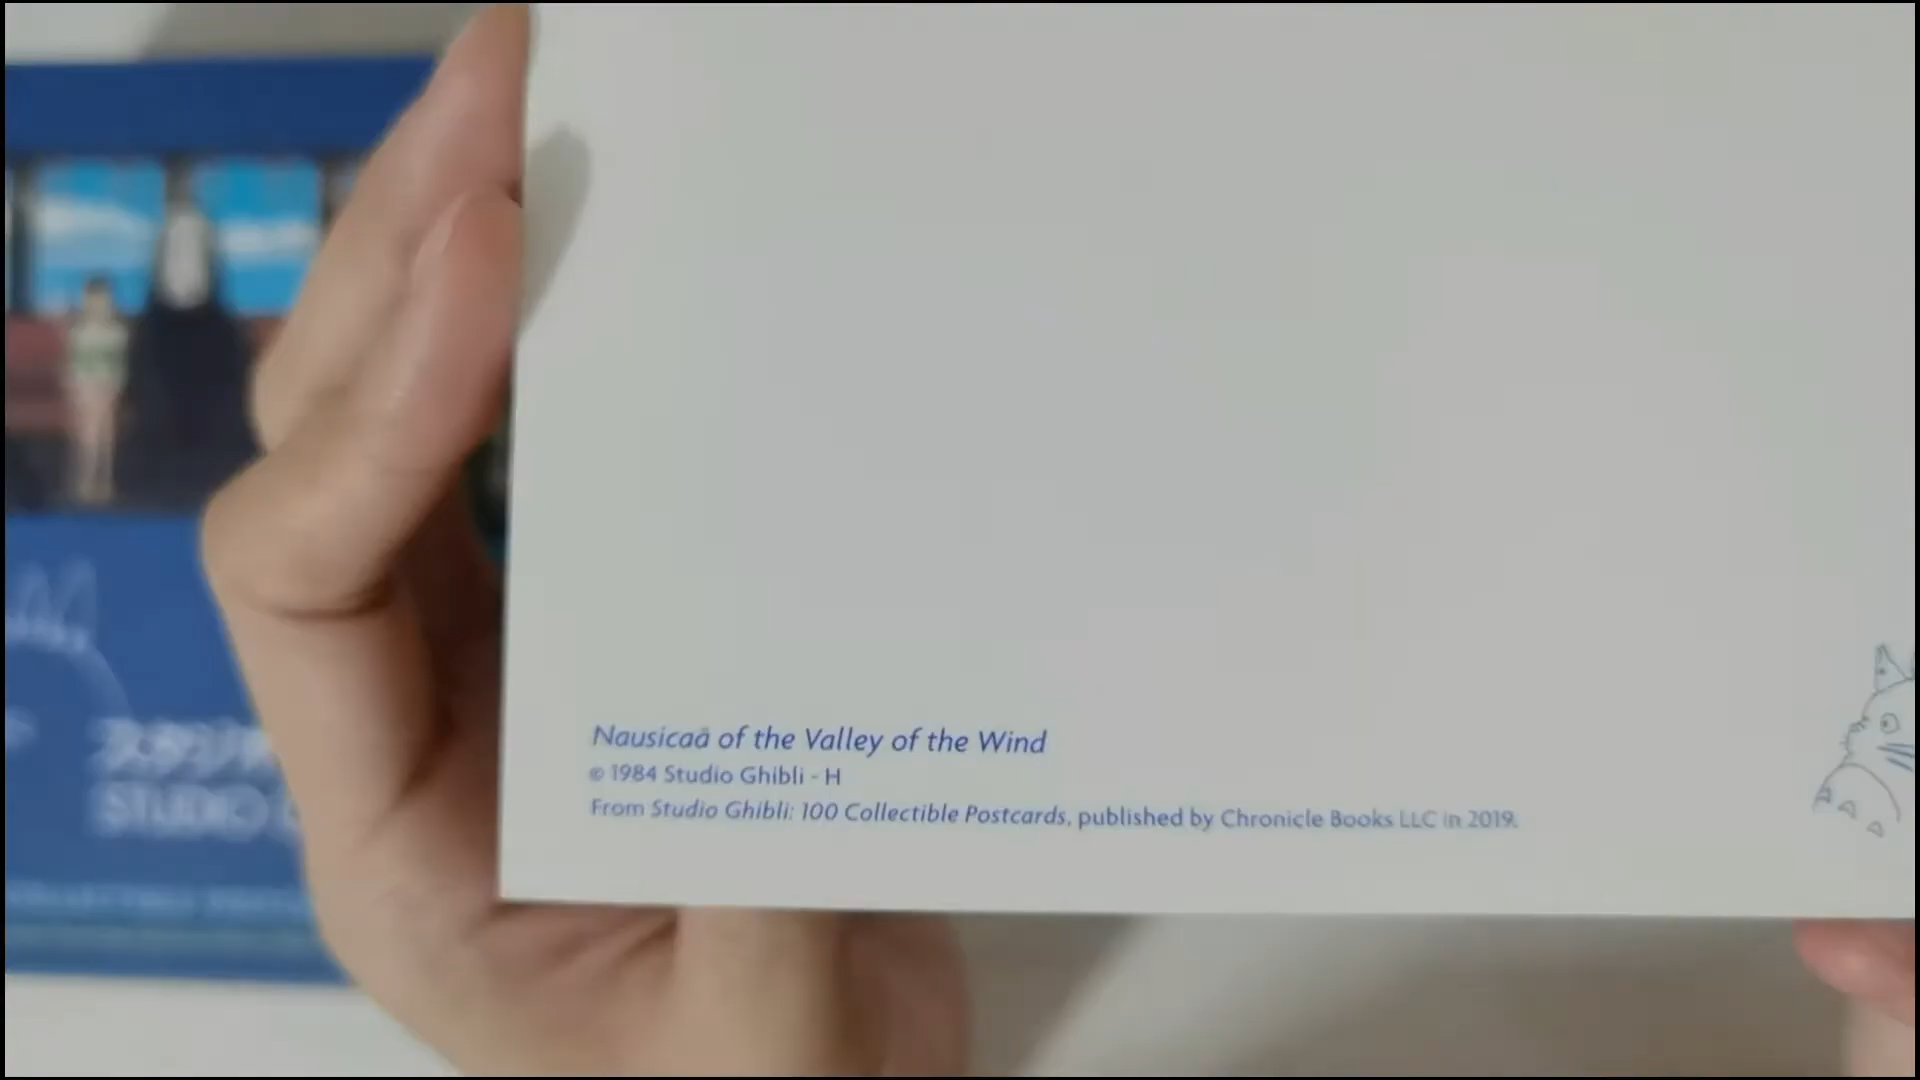 Nausicaä of the Valley of the Wind
© 1984 Studio Ghibli - H
From Studio Ghibli: 100 Collectible Postcards, published by Chronicle Books LLC in 2019.
STUDIO